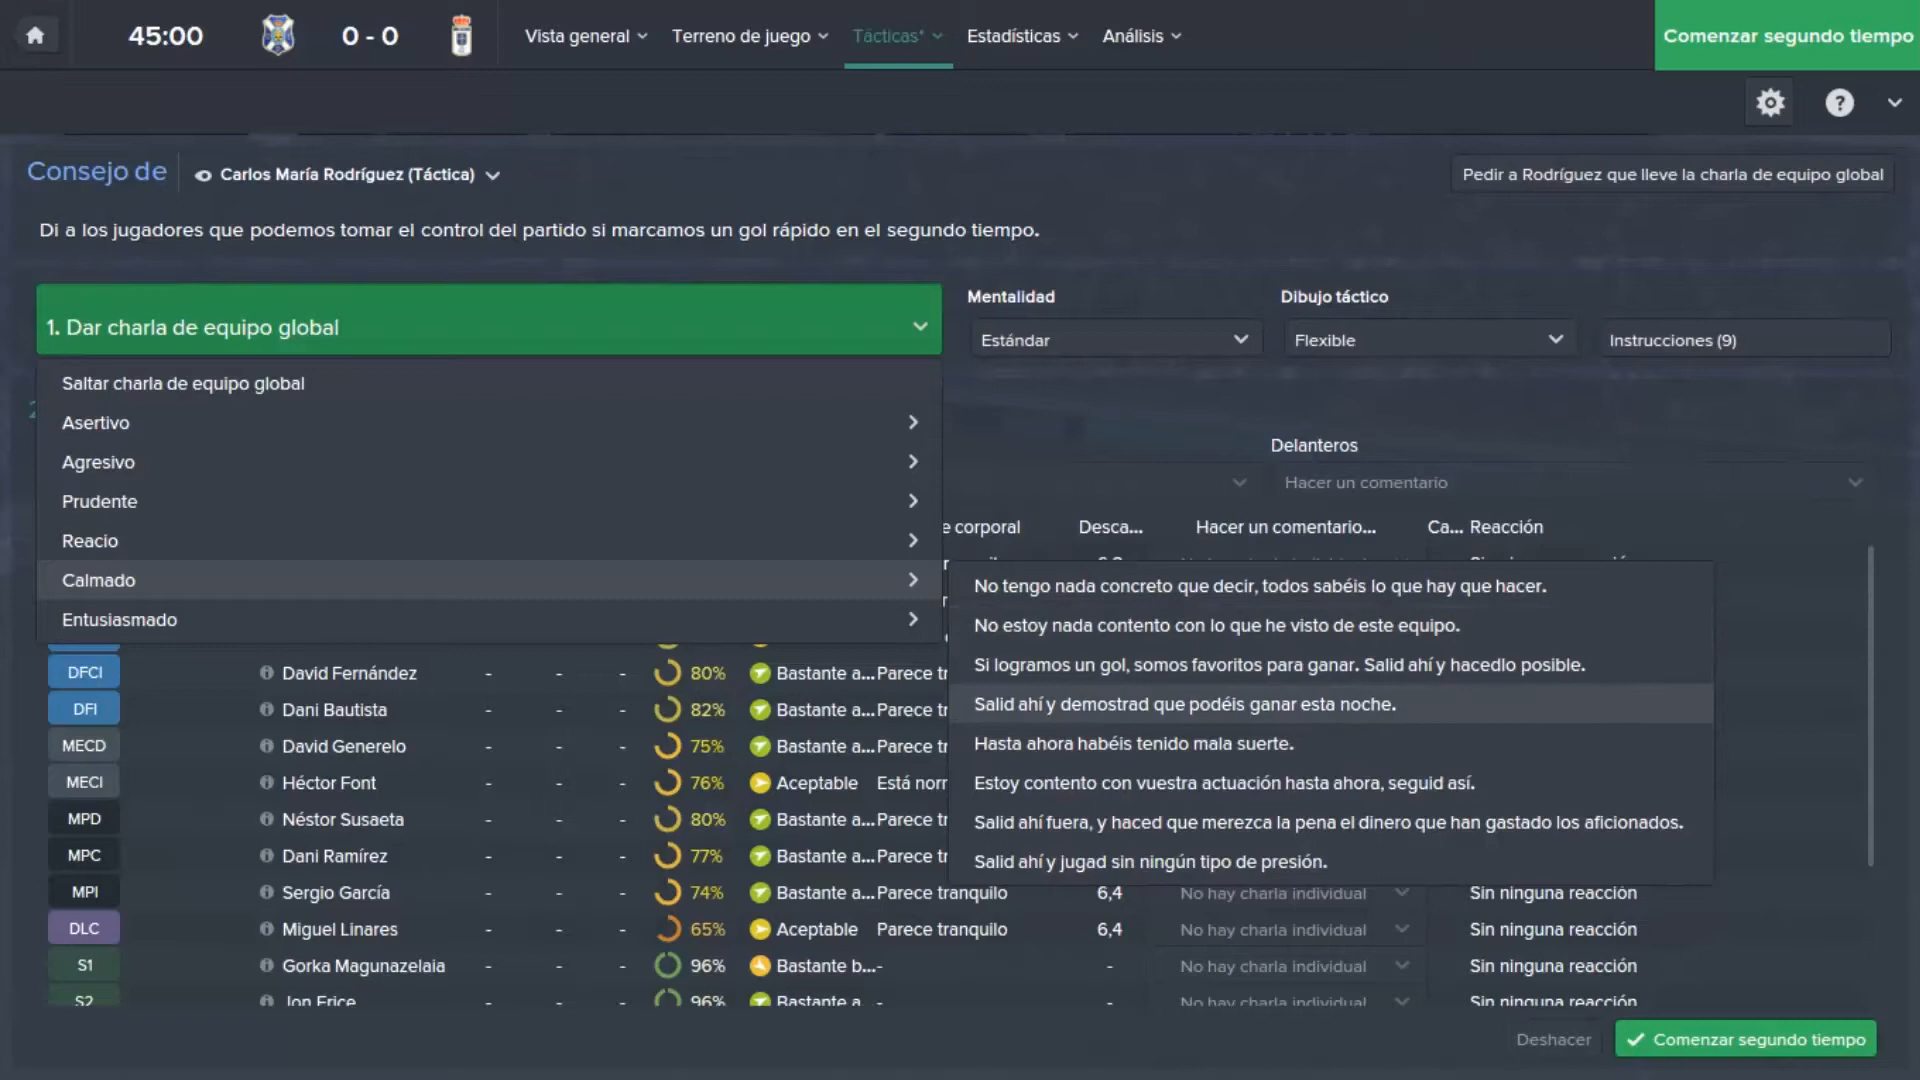 45:00 0 - 0 Vista general Terreno de juego Tácticas* Estadísticas Análisis Comenzar segundo tiempo
?
Consejo de Carlos María Rodríguez (Táctica) Pedir a Rodríguez que lleve la charla de equipo global
Di a los jugadores que podemos tomar el control del partido si marcamos un gol rápido en el segundo tiempo.
Mentalidad Dibujo táctico
1. Dar charla de equipo global
Estándar Flexible Instrucciones (9)
Saltar charla de equipo global
Asertivo
Agresivo
Prudente
Reacio
Calmado
Entusiasmado
Delanteros
Hacer un comentario
e corporal Desca... Hacer un comentario... Ca... Reacción
No tengo nada concreto que decir, todos sabéis lo que hay que hacer.
No estoy nada contento con lo que he visto de este equipo.
Si logramos un gol, somos favoritos para ganar. Salid ahí y hacedlo posible.
Salid ahí y demostrad que podéis ganar esta noche.
Hasta ahora habéis tenido mala suerte.
Estoy contento con vuestra actuación hasta ahora, seguid así.
Salid ahí fuera, y haced que merezca la pena el dinero que han gastado los aficionados.
Salid ahí y jugad sin ningún tipo de presión.
DFCI David Fernández - - - 80% Bastante a... Parece tr
DFI Dani Bautista - - - 82% Bastante a... Parece tr
MECD David Generelo - - - 75% Bastante a... Parece tr
MECI Héctor Font - - - 76% Aceptable Está norr
MPD Néstor Susaeta - - - 80% Bastante a... Parece tr
MPC Dani Ramírez - - - 77% Bastante a... Parece tr
MPI Sergio García - - - 74% Bastante a... Parece tranquilo 6,4 No hay charla individual Sin ninguna reacción
DLC Miguel Linares - - - 65% Aceptable Parece tranquilo 6,4 No hay charla individual Sin ninguna reacción
S1 Gorka Magunazelaia - - - 96% Bastante b... - - No hay charla individual Sin ninguna reacción
S2 Jon Erice - - - 96% Bastante a - - No hay charla individual Sin ninguna reacción
Deshacer Comenzar segundo tiempo